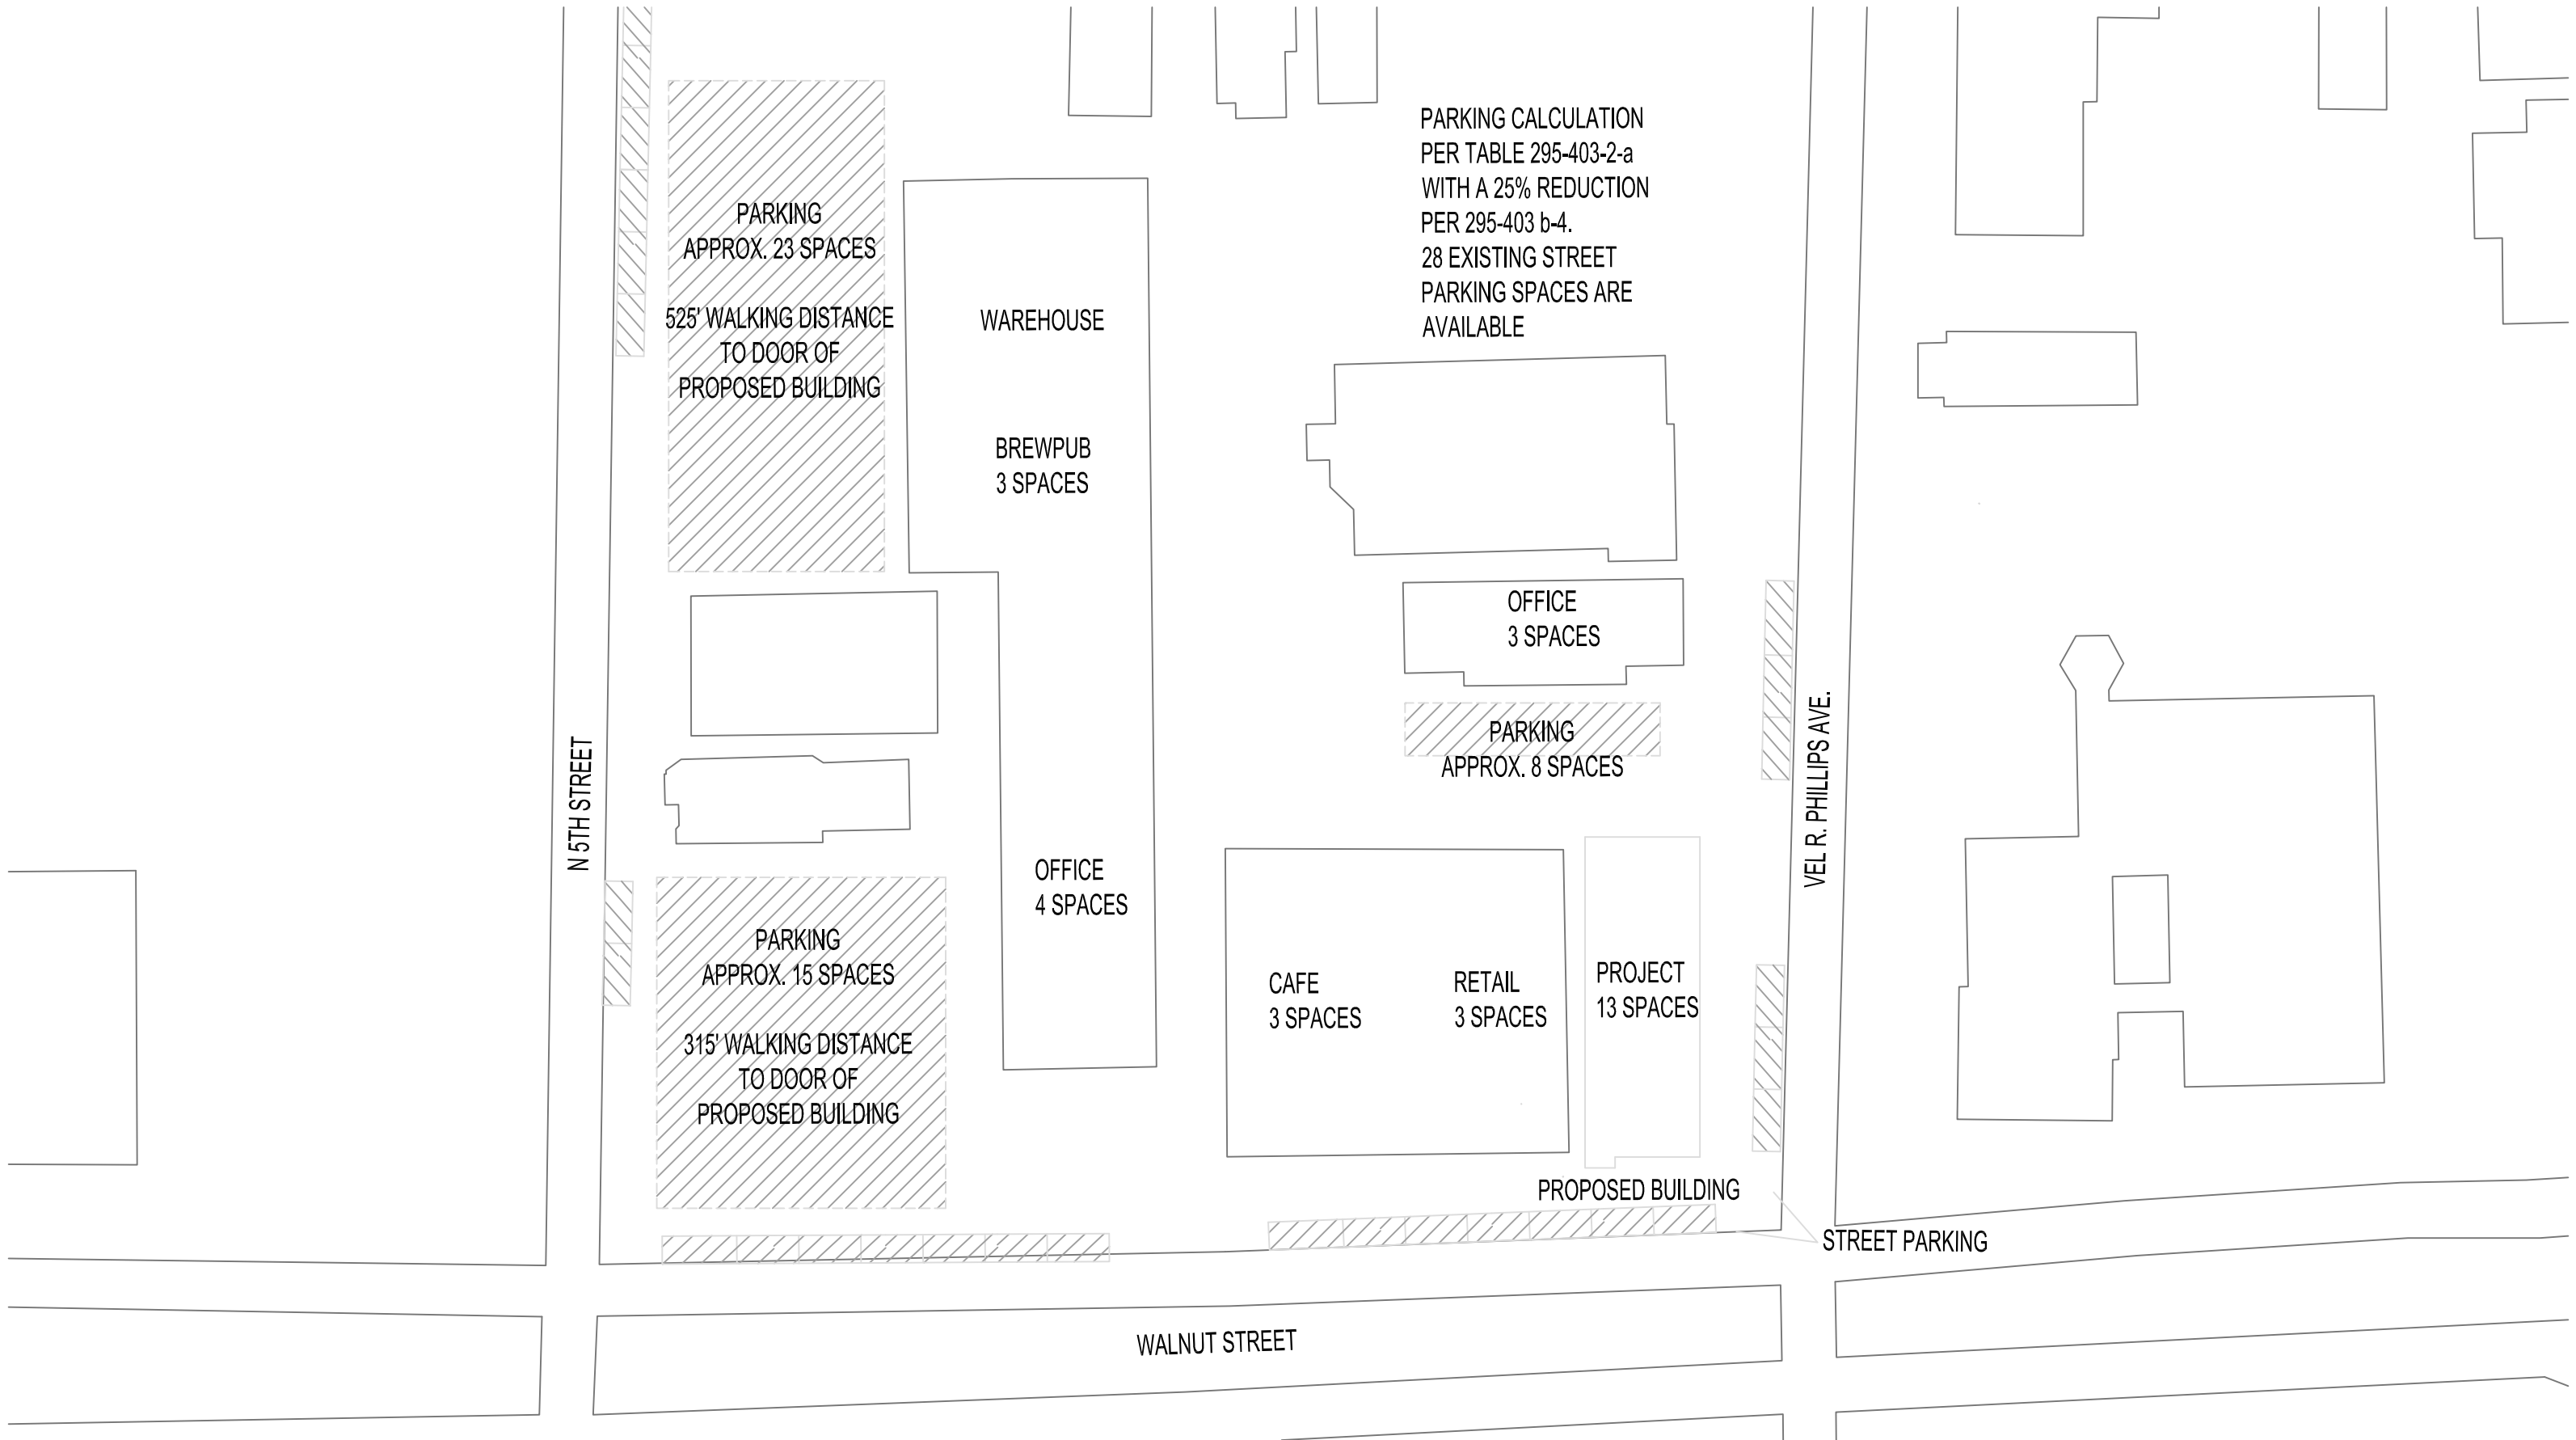 PARKING CALCULATION
PER TABLE 295-403-2-a
WITH A 25% REDUCTION
PER 295-403 b-4.
28 EXISTING STREET
PARKING SPACES ARE
AVAILABLE
PARKING
APPROX. 23 SPACES
525' WALKING DISTANCE
TO DOOR OF
PROPOSED BUILDING
WAREHOUSE
BREWPUB
3 SPACES
OFFICE
3 SPACES
PARKING
APPROX. 8 SPACES
N 5TH STREET
VEL R. PHILLIPS AVE.
OFFICE
4 SPACES
PARKING
APPROX. 15 SPACES
315' WALKING DISTANCE
TO DOOR OF
PROPOSED BUILDING
CAFE
3 SPACES
RETAIL
3 SPACES
PROJECT
13 SPACES
PROPOSED BUILDING
STREET PARKING
WALNUT STREET